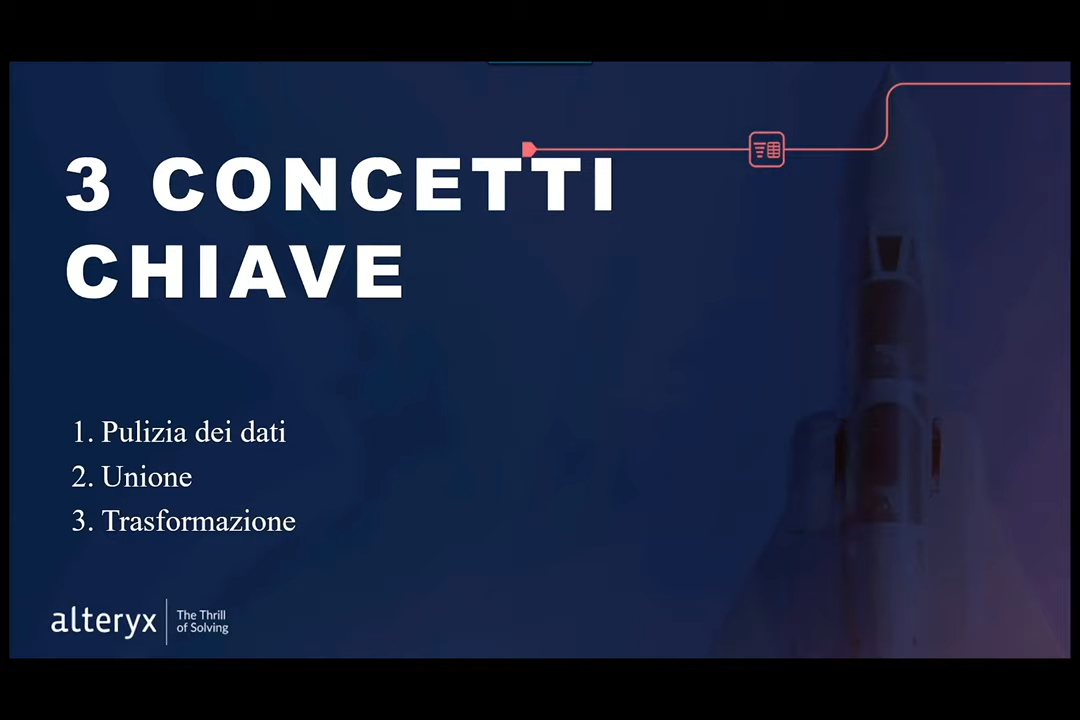 3 CONCETTI
CHIAVE
1. Pulizia dei dati
2. Unione
3. Trasformazione
alteryx
The Thrill
of Solving